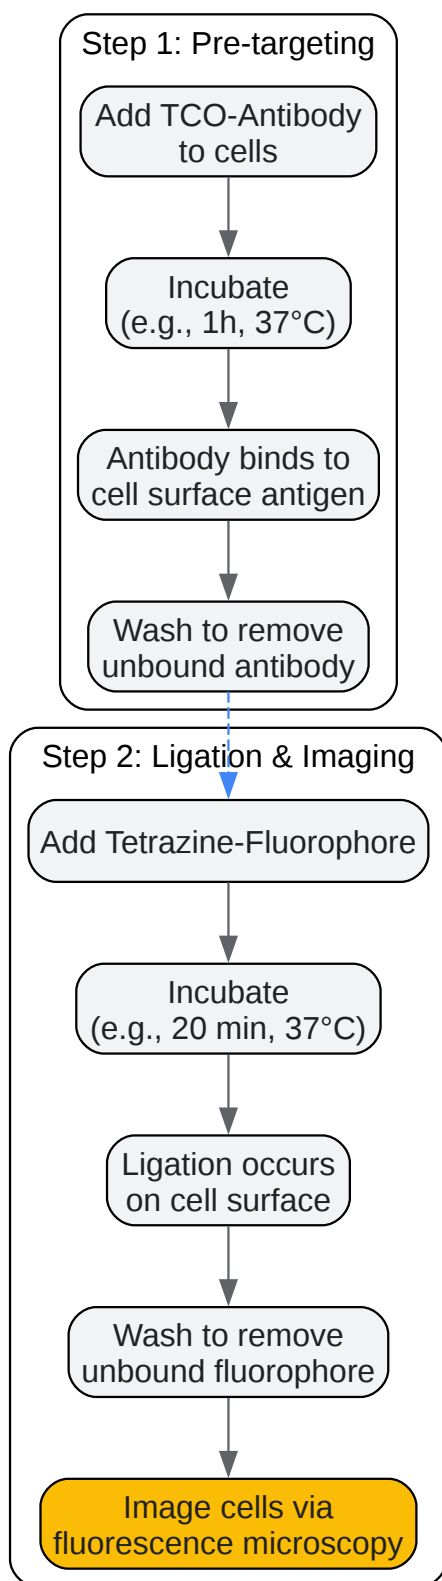 Step 1: Pre-targeting
Add TCO-Antibody
to cells
Incubate
(e.g., 1h, 37°C)
Antibody binds to
cell surface antigen
Wash to remove
unbound antibody
Step 2: Ligation & Imaging
Add Tetrazine-Fluorophore
Incubate
(e.g., 20 min, 37°C)
Ligation occurs
on cell surface
Wash to remove
unbound fluorophore
Image cells via
fluorescence microscopy